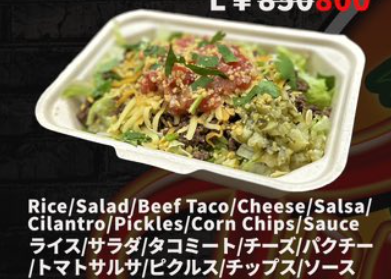 L ¥ 850800
Rice/Salad/Beef Taco/Cheese/Salsa/
Cilantro/Pickles/Corn Chips/Sauce
ライス/サラダ/タコミート/チーズ/パクチー
/トマトサルサ/ピクルス/チップス/ソース